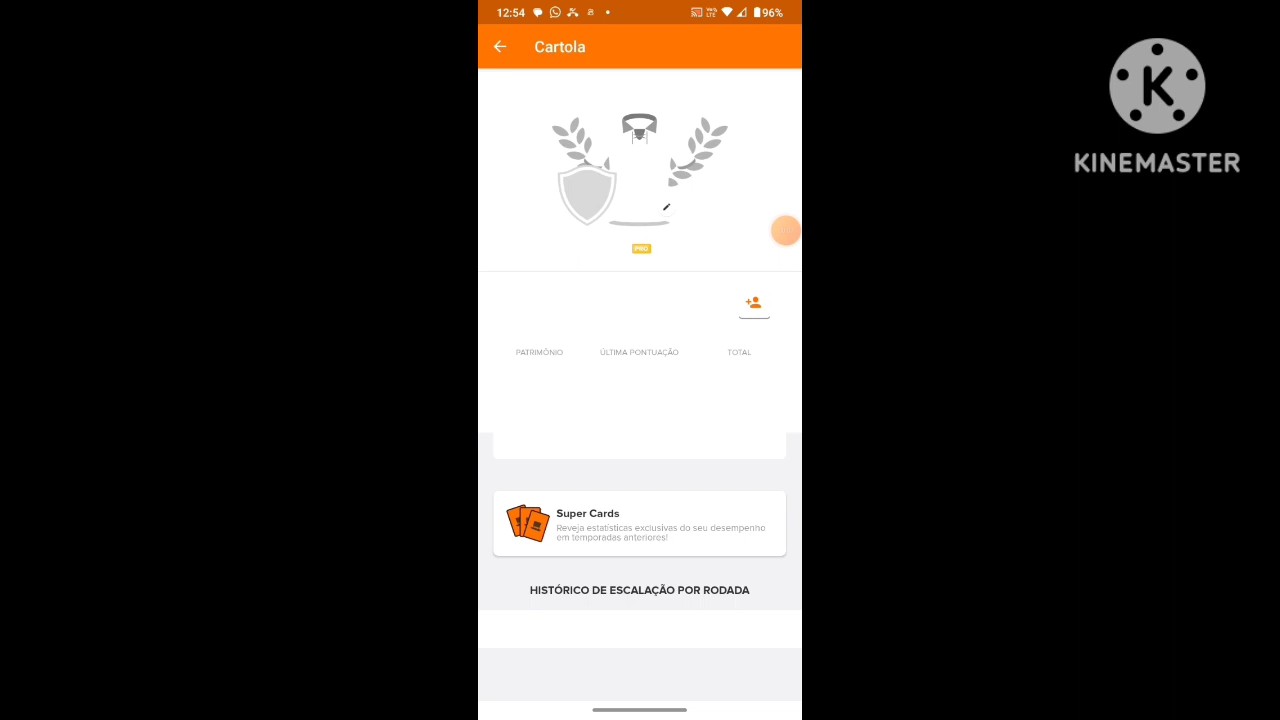 12:54
VoLTE
96%
Cartola
K
KINEMASTER
PRO
PATRIMÔNIO
ÚLTIMA PONTUAÇÃO
TOTAL
Super Cards
Reveja estatísticas exclusivas do seu desempenho
em temporadas anteriores!
HISTÓRICO DE ESCALAÇÃO POR RODADA